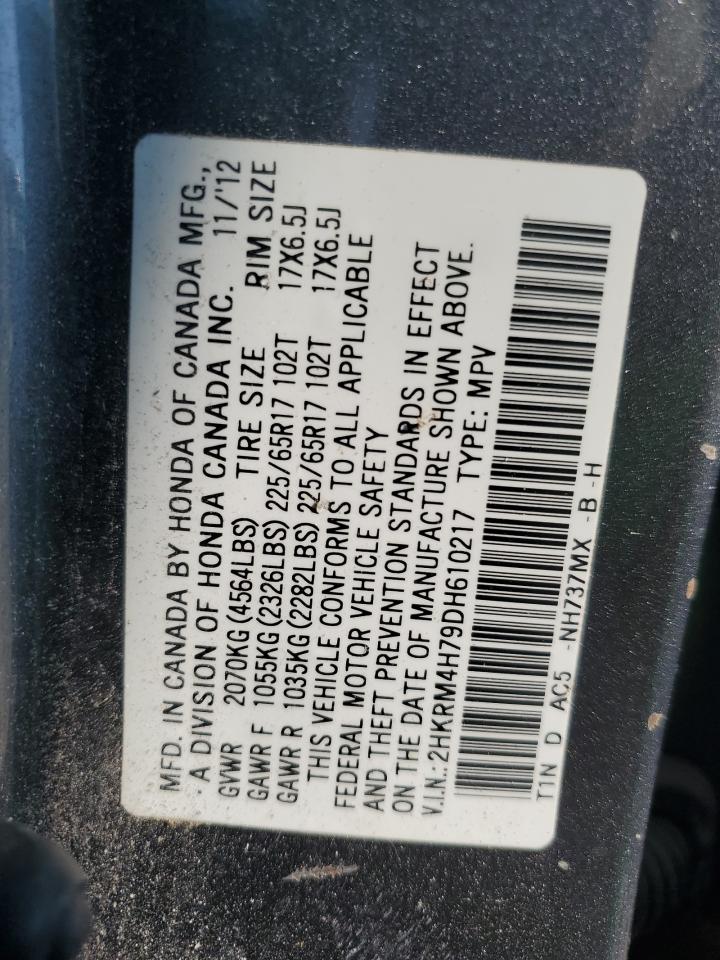 MFD. IN CANADA BY HONDA OF CANADA MFG.,
A DIVISION OF HONDA CANADA INC. 11/'12
GVWR 2070KG(4564LBS) TIRE SIZE RIM SIZE
GAWR F 1055KG(2326LBS) 225/65R17 102T 17X6.5J
GAWR R 1035KG(2282LBS) 225/65R17 102T 17X6.5J
THIS VEHICLE CONFORMS TO ALL APPLICABLE
FEDERAL MOTOR VEHICLE SAFETY
AND THEFT PREVENTION STANDARDS IN EFFECT
ON THE DATE OF MANUFACTURE SHOWN ABOVE.
V.I.N.:2HKRM4H79DH610217 TYPE: MPV
T1N D AC5 -NH737MX -B -H